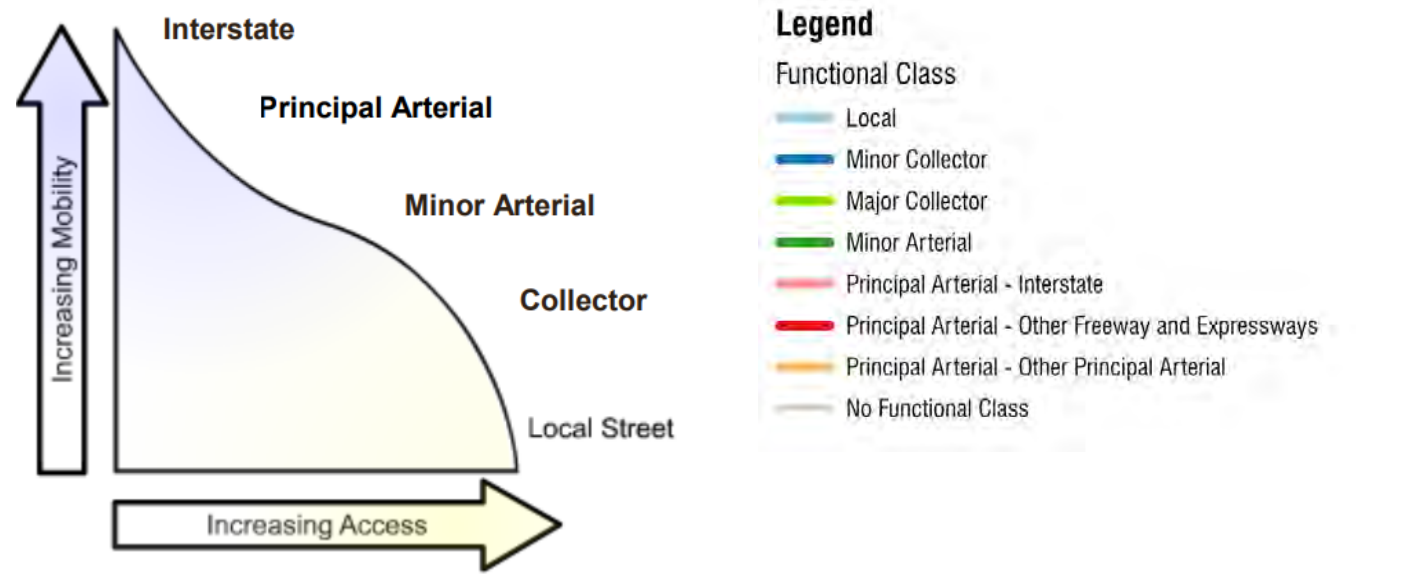 Interstate
Principal Arterial
Minor Arterial
Collector
Local Street
Increasing Mobility
Increasing Access
Legend
Functional Class
Local
Minor Collector
Major Collector
Minor Arterial
Principal Arterial - Interstate
Principal Arterial - Other Freeway and Expressways
Principal Arterial - Other Principal Arterial
No Functional Class